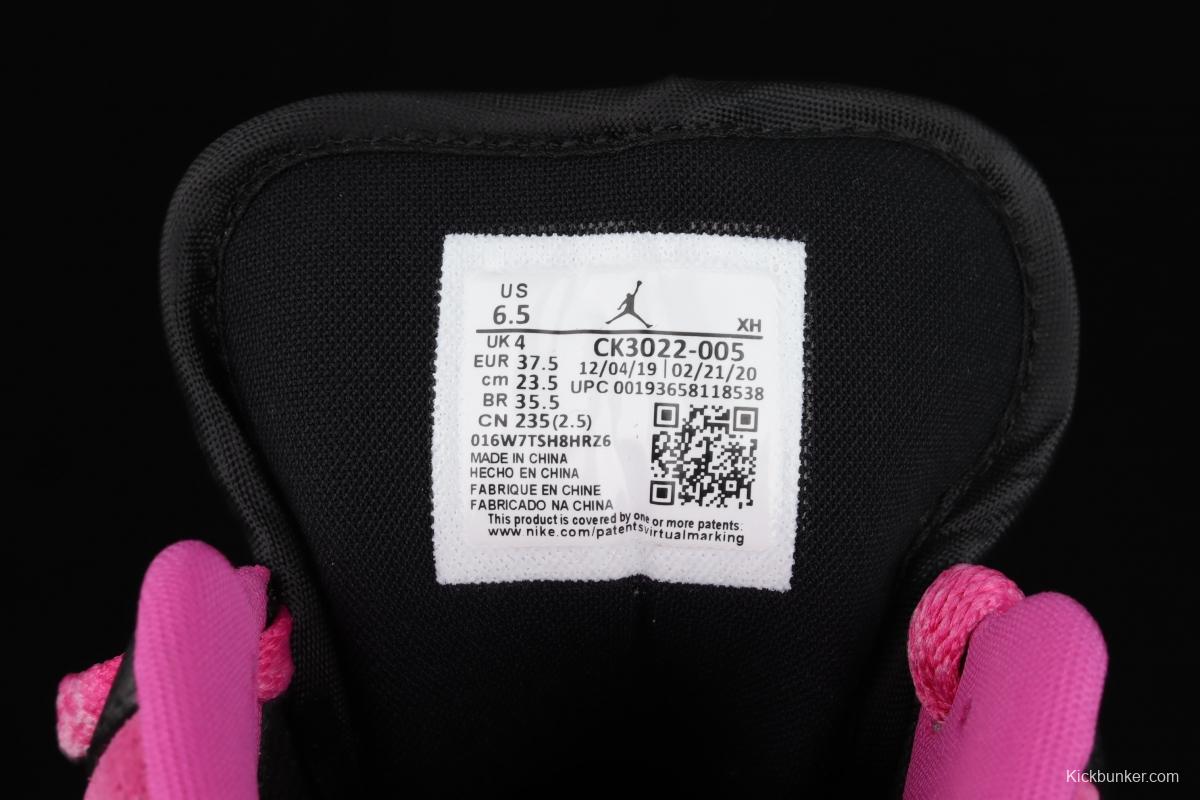 US
6.5
XH
UK 4
EUR 37.5
cm 23.5
BR 35.5
CN 235(2.5)
CK3022-005
12/04/19 | 02/21/20
UPC 00193658118538
016W7TSH8HRZ6
MADE IN CHINA
HECHO EN CHINA
FABRIQUE EN CHINE
FABRICADO NA CHINA
This product is covered by one or more patents:
www.nike.com/patentsvirtualmarking
Kickbunker.com